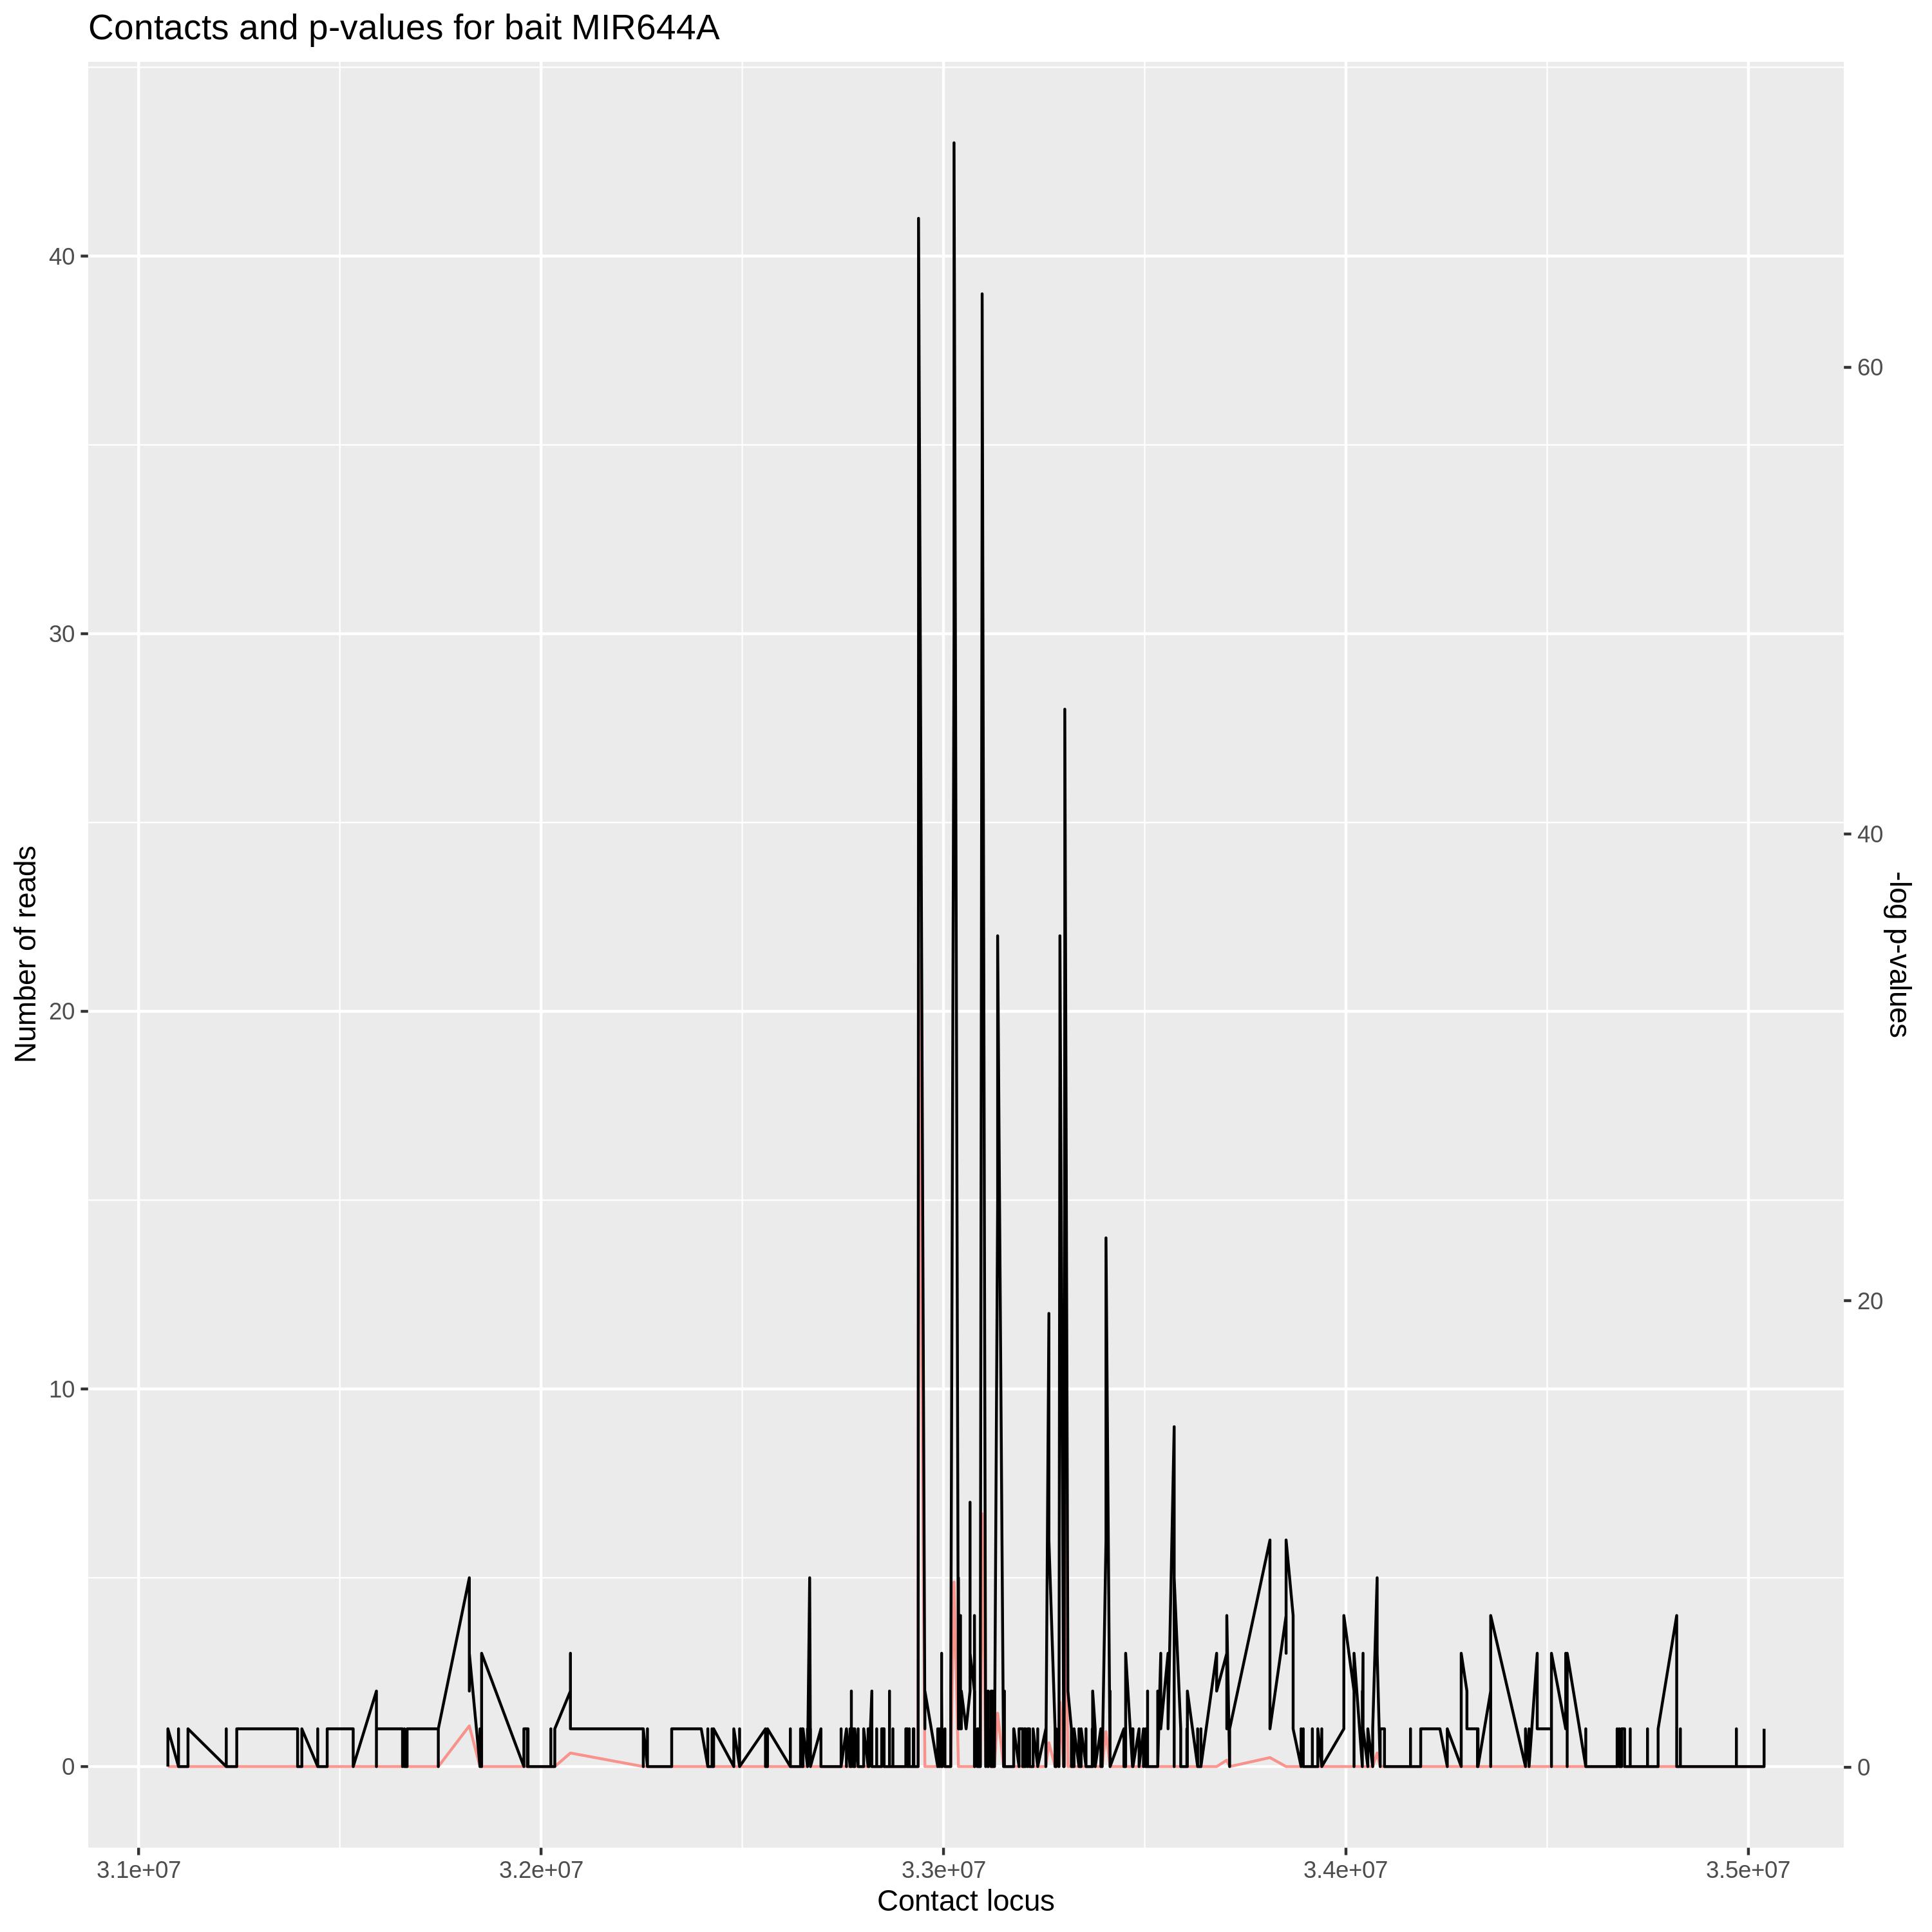 Contacts and p-values for bait MIR644A
40
30
20
10
0
Number of reads
60
40
20
0
-log p-values
3.1e+07
3.2e+07
3.3e+07
3.4e+07
3.5e+07
Contact locus